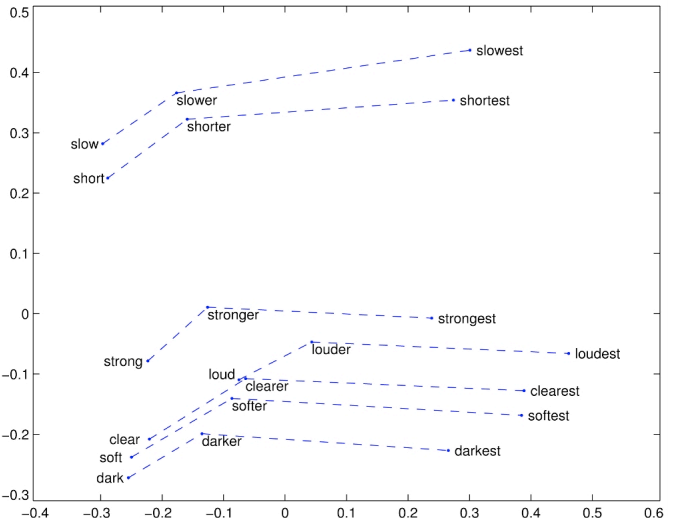 0.5
slowest
0.4
slower
shortest
shorter
0.3
slow
short
0.2
0.1
0
stronger
strongest
louder
strong
loudest
loud
−0.1
clearer
clearest
softer
softest
clear
−0.2
darker
soft
darkest
dark
−0.3
−0.4 −0.3 −0.2 −0.1 0 0.1 0.2 0.3 0.4 0.5 0.6